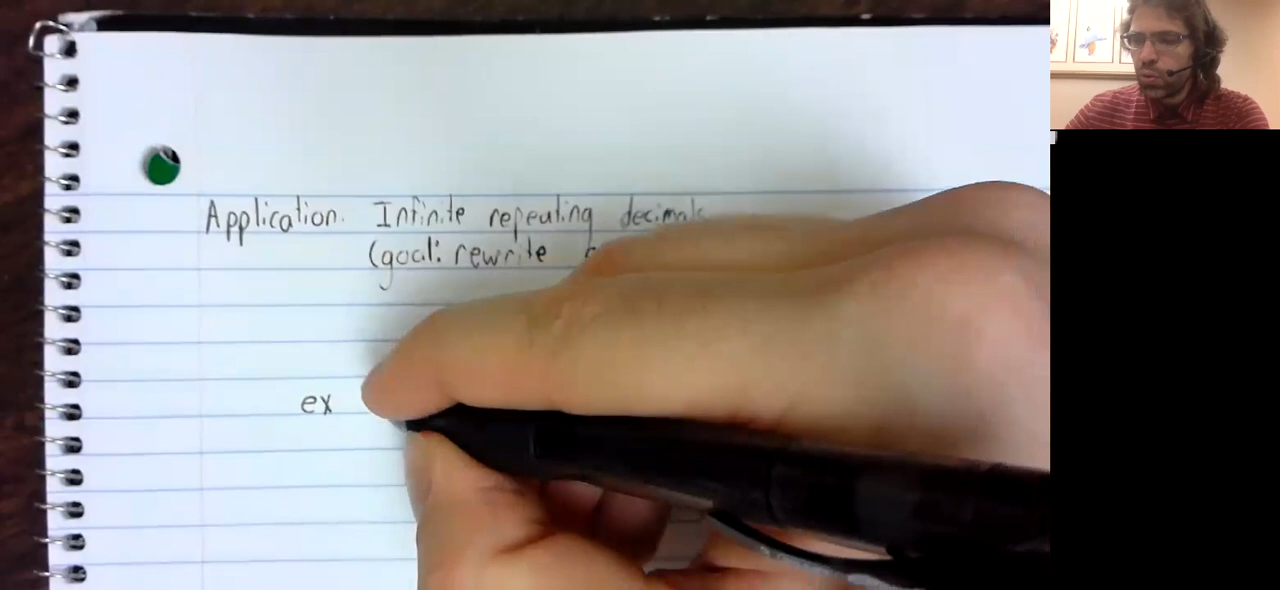 Application. Infinite repeating decimals
(goal: rewrite
ex